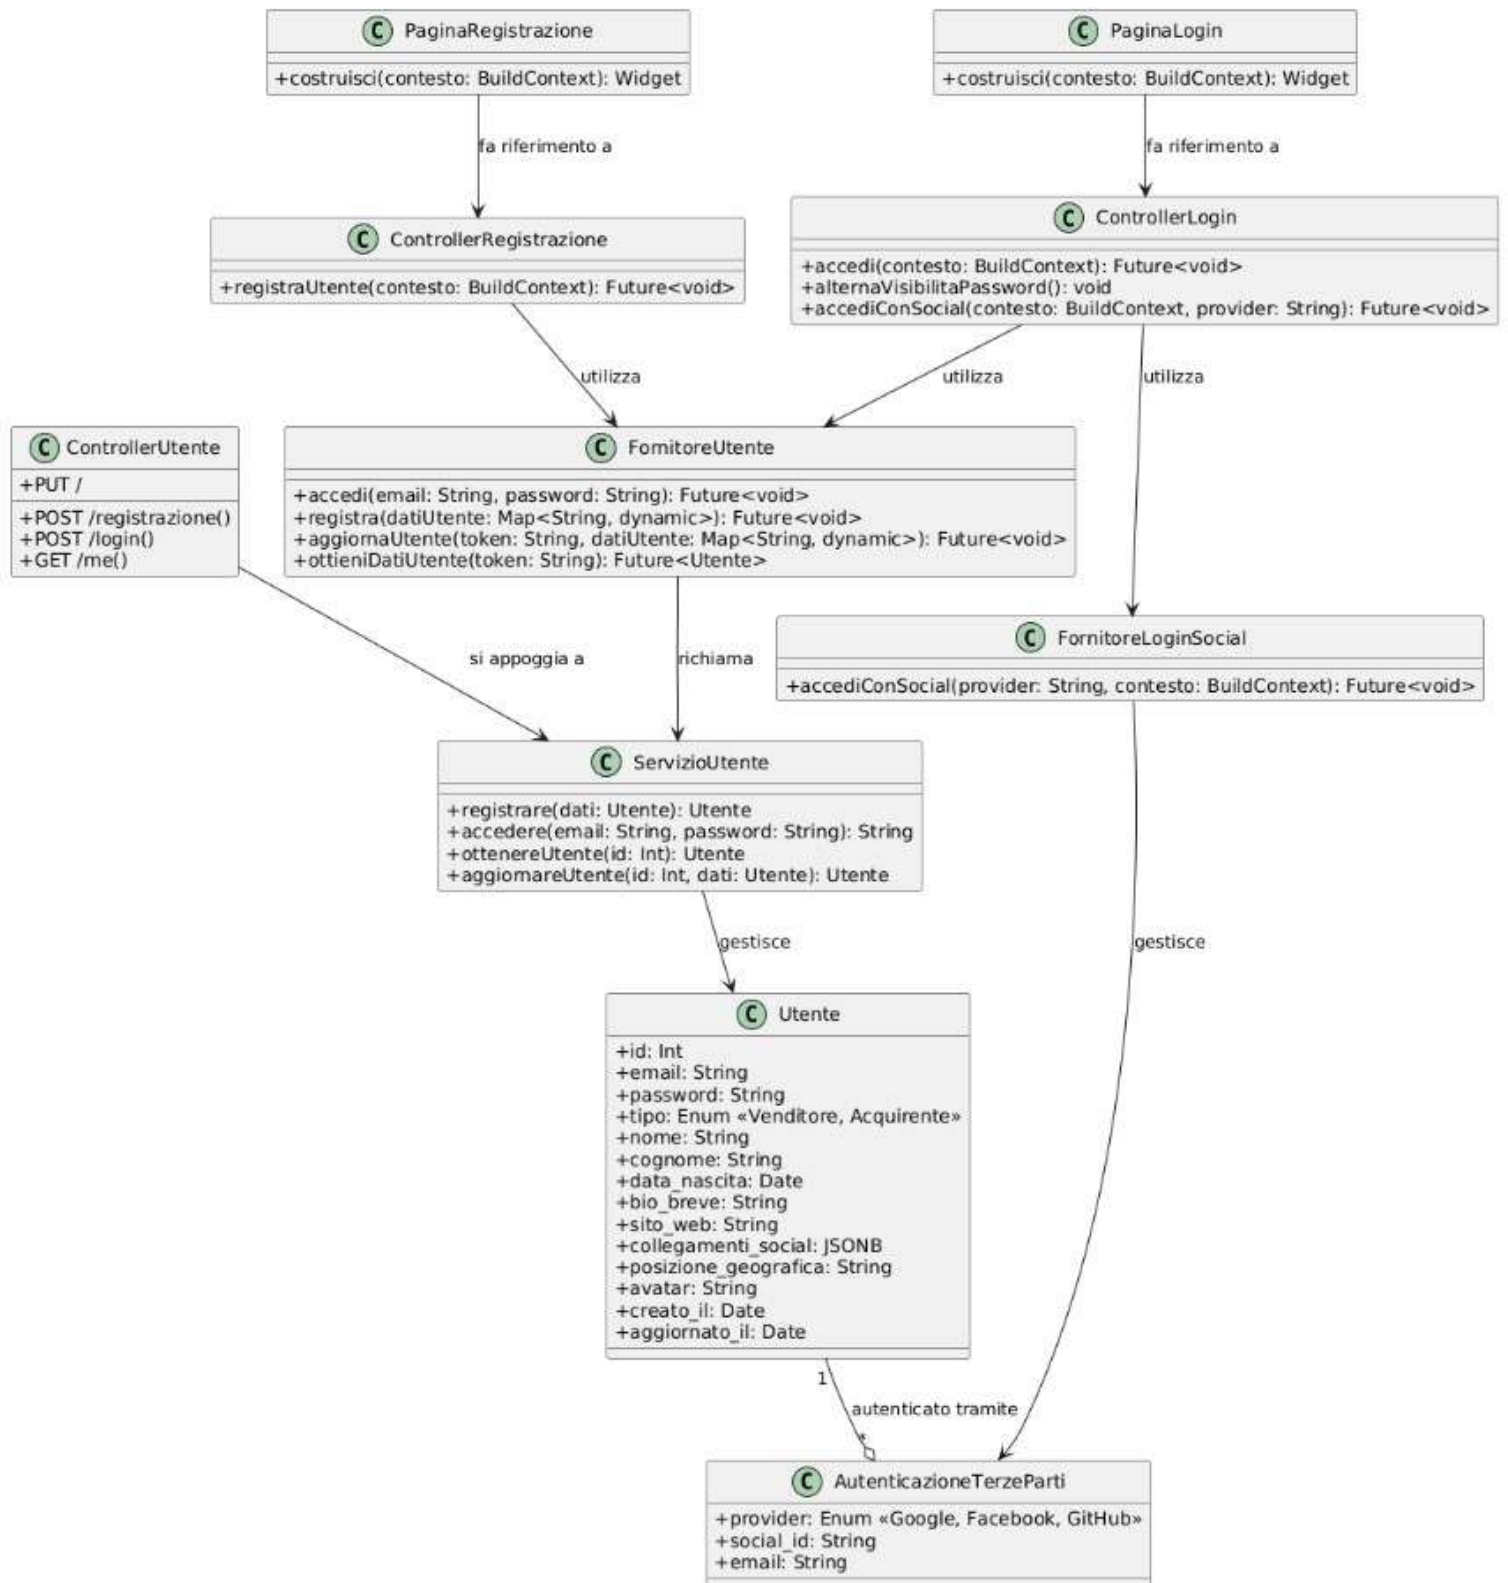 C PaginaRegistrazione
+costruisci(contesto: BuildContext): Widget
C PaginaLogin
+costruisci(contesto: BuildContext): Widget
fa riferimento a
fa riferimento a
C ControllerRegistrazione
+registraUtente(contesto: BuildContext): Future<void>
C ControllerLogin
+accedi(contesto: BuildContext): Future<void>
+alternaVisibilitaPassword(): void
+accediConSocial(contesto: BuildContext, provider: String): Future<void>
utilizza
utilizza
utilizza
C ControllerUtente
+PUT /
+POST /registrazione()
+POST /login()
+GET /me()
C FornitoreUtente
+accedi(email: String, password: String): Future<void>
+registra(datiUtente: Map<String, dynamic>): Future<void>
+aggiornaUtente(token: String, datiUtente: Map<String, dynamic>): Future<void>
+ottieniDatiUtente(token: String): Future<Utente>
C FornitoreLoginSocial
+accediConSocial(provider: String, contesto: BuildContext): Future<void>
si appoggia a
richiama
C ServizioUtente
+registrare(dati: Utente): Utente
+accedere(email: String, password: String): String
+ottenereUtente(id: Int): Utente
+aggiornareUtente(id: Int, dati: Utente): Utente
gestisce
gestisce
C Utente
+id: Int
+email: String
+password: String
+tipo: Enum «Venditore, Acquirente»
+nome: String
+cognome: String
+data_nascita: Date
+bio_breve: String
+sito_web: String
+collegamenti_social: JSONB
+posizione_geografica: String
+avatar: String
+creato_il: Date
+aggiornato_il: Date
1
autenticato tramite
*
C AutenticazioneTerzeParti
+provider: Enum «Google, Facebook, GitHub»
+social_id: String
+email: String